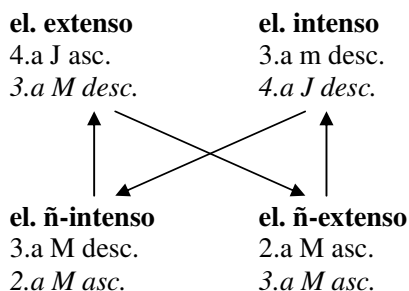 el. extenso
4.a J asc.
3.a M desc.
el. intenso
3.a m desc.
4.a J desc.
el. ñ-intenso
3.a M desc.
2.a M asc.
el. ñ-extenso
2.a M asc.
3.a M asc.